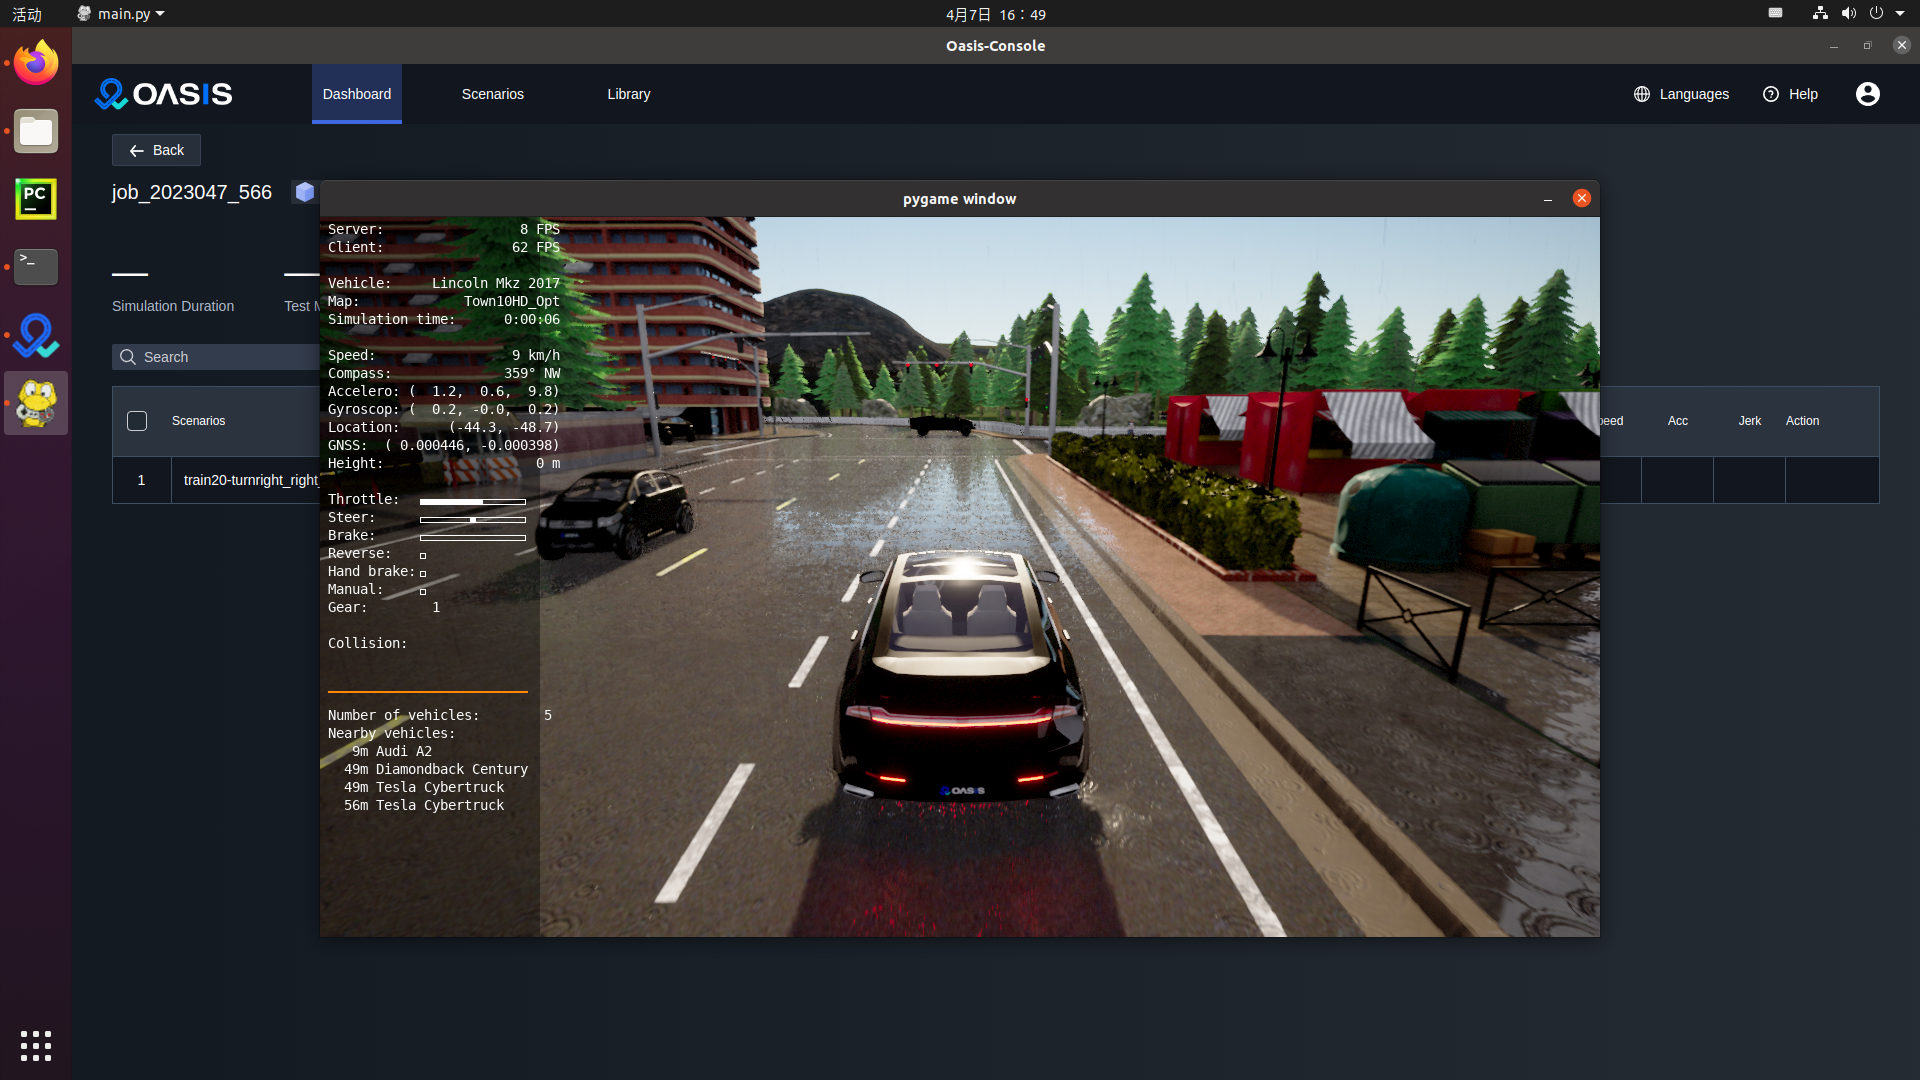 活动
main.py
4月7日 16：49
Oasis-Console
OASIS
Dashboard
Scenarios
Library
Languages
Help
Back
job_2023047_566
pygame window
Simulation Duration
Test M
Search
Scenarios
peed
Acc
Jerk
Action
1
train20-turnright_right_
PC
>_
Server: 8 FPS
Client: 62 FPS
Vehicle: Lincoln Mkz 2017
Map: Town10HD_Opt
Simulation time: 0:00:06
Speed: 9 km/h
Compass: 359° NW
Accelero: ( 1.2, 0.6, 9.8)
Gyroscop: ( 0.2, -0.0, 0.2)
Location: (-44.3, -48.7)
GNSS: ( 0.000446, -0.000398)
Height: 0 m
Throttle:
Steer:
Brake:
Reverse:
Hand brake:
Manual:
Gear: 1
Collision:
Number of vehicles: 5
Nearby vehicles:
9m Audi A2
49m Diamondback Century
49m Tesla Cybertruck
56m Tesla Cybertruck
OASIS